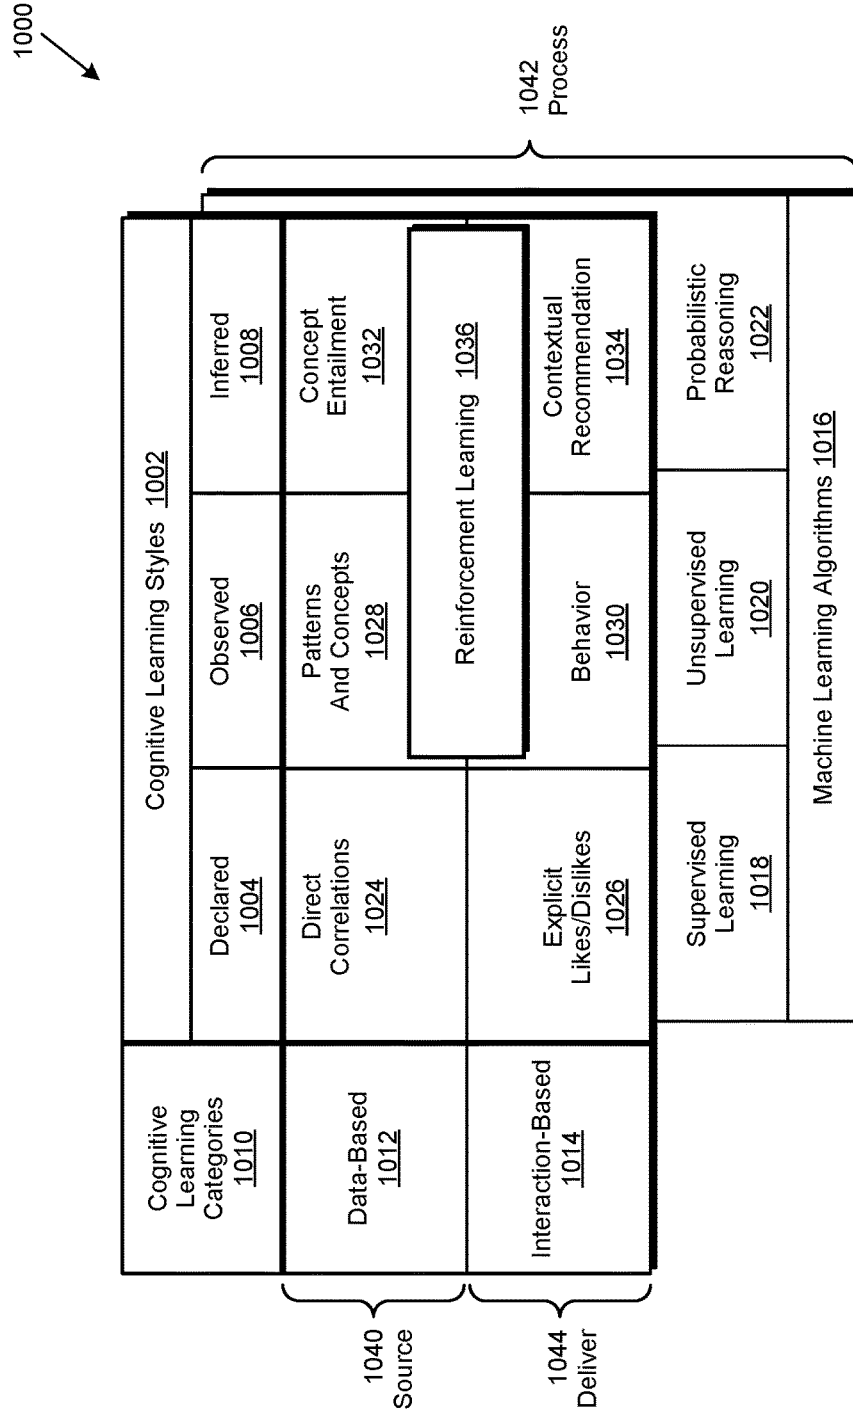 1000
Cognitive
Learning
Categories
1010
Cognitive Learning Styles 1002
Declared
1004
Observed
1006
Inferred
1008
1040
Source
Data-Based
1012
Direct
Correlations
1024
Patterns
And Concepts
1028
Concept
Entailment
1032
Reinforcement Learning 1036
1044
Deliver
Interaction-Based
1014
Explicit
Likes/Dislikes
1026
Behavior
1030
Contextual
Recommendation
1034
1042
Process
Supervised
Learning
1018
Unsupervised
Learning
1020
Probabilistic
Reasoning
1022
Machine Learning Algorithms 1016